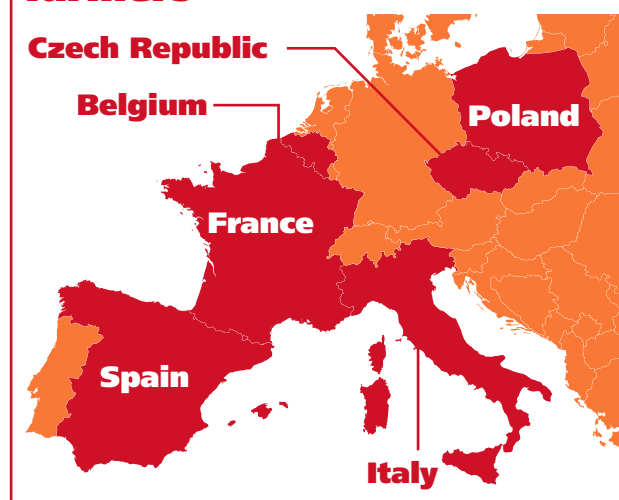 Czech Republic
Belgium
Poland
France
Spain
Italy